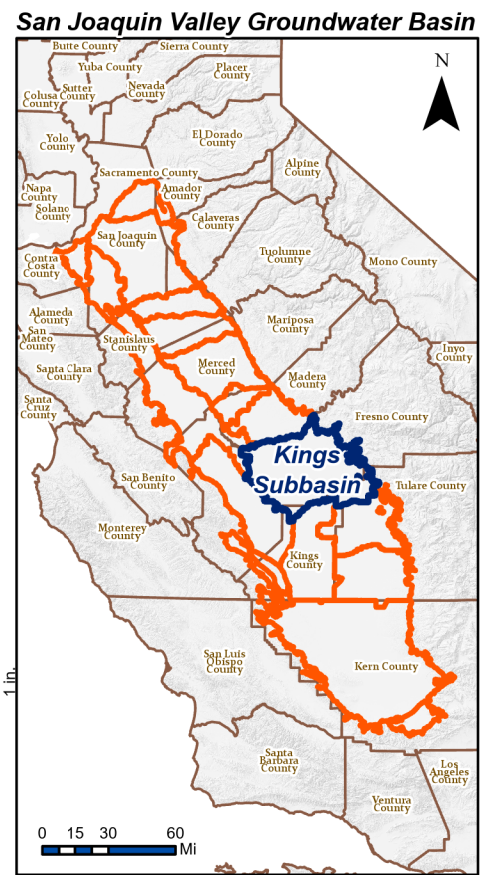 San Joaquin Valley Groundwater Basin
Butte County
Sierra County
Yuba County
Placer
County
Nevada
County
Sutter
County
Colusa
County
Yolo
County
El Dorado
County
Alpine
County
Sacramento County
Amador
County
Napa
County
Solano
County
Calaveras
County
San Joaquin
County
Tuolumne
County
Mono County
Contra
Costa
County
Alameda
County
San
Mateo
County
Stanislaus
County
Mariposa
County
Inyo
County
Santa Clara
County
Merced
County
Madera
County
Santa
Cruz
County
Fresno County
Kings
Subbasin
San Benito
County
Tulare County
Monterey
County
Kings
County
San Luis
Obispo
County
Kern County
Santa
Barbara
County
Los
Angeles
County
Ventura
County
N
1 in.
0 15 30 60
Mi